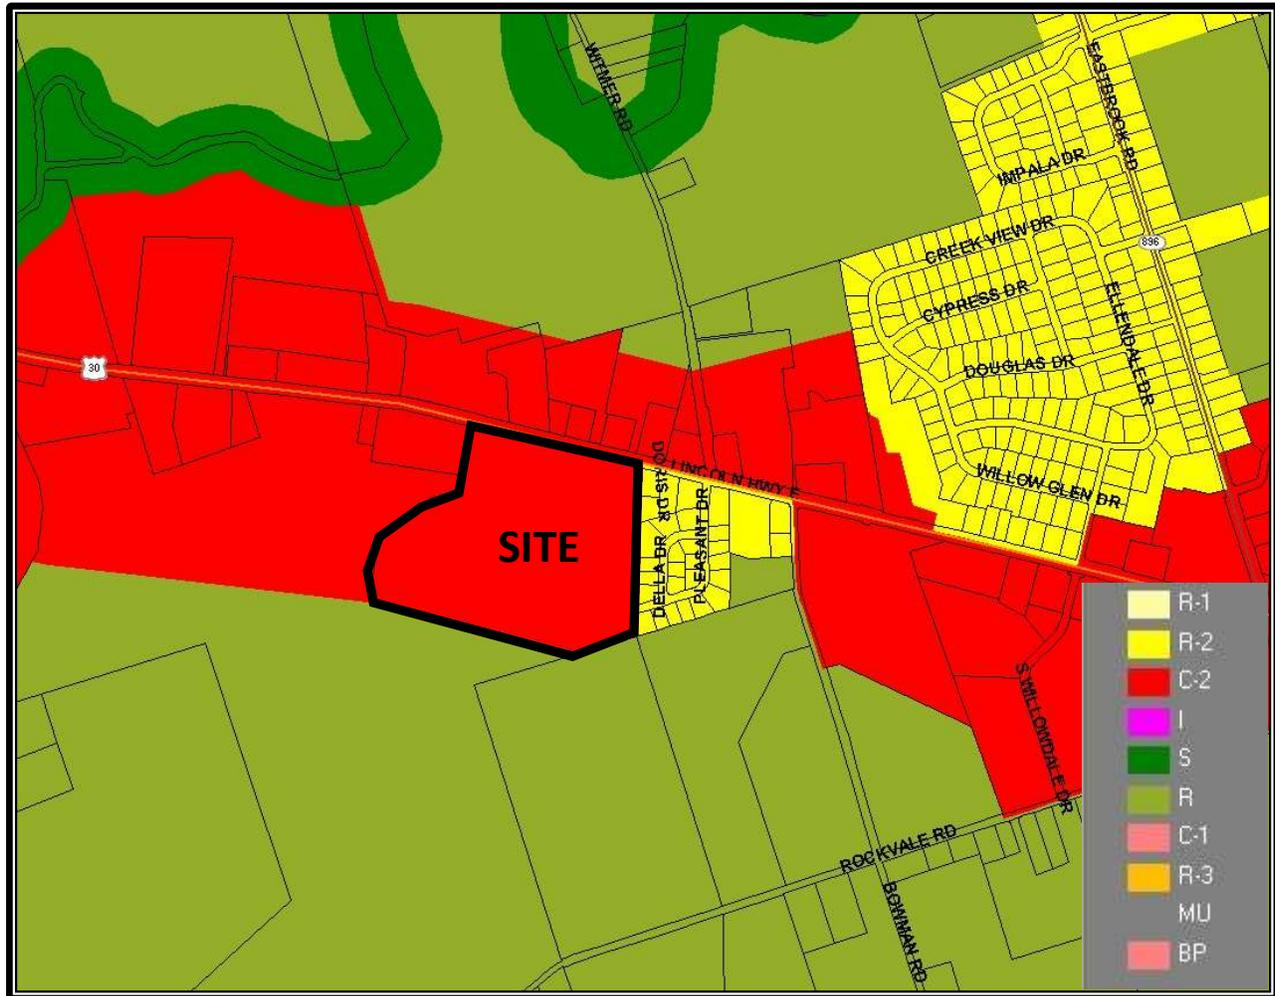 WITMER RD
EASTBROOK RD
IMPALA DR
CREEK VIEW DR
896
CYPRESS DR
ELLENDALE DR
DOUGLAS DR
30
WILLOW GLEN DR
LINCOLN HWY E
DR
SITE
DELLA DR
PLEASANT DR
R-1
R-2
C-2
I
S
R
C-1
R-3
MU
BP
S WILLOWDALE DR
ROCKVALE RD
BOWMAN RD